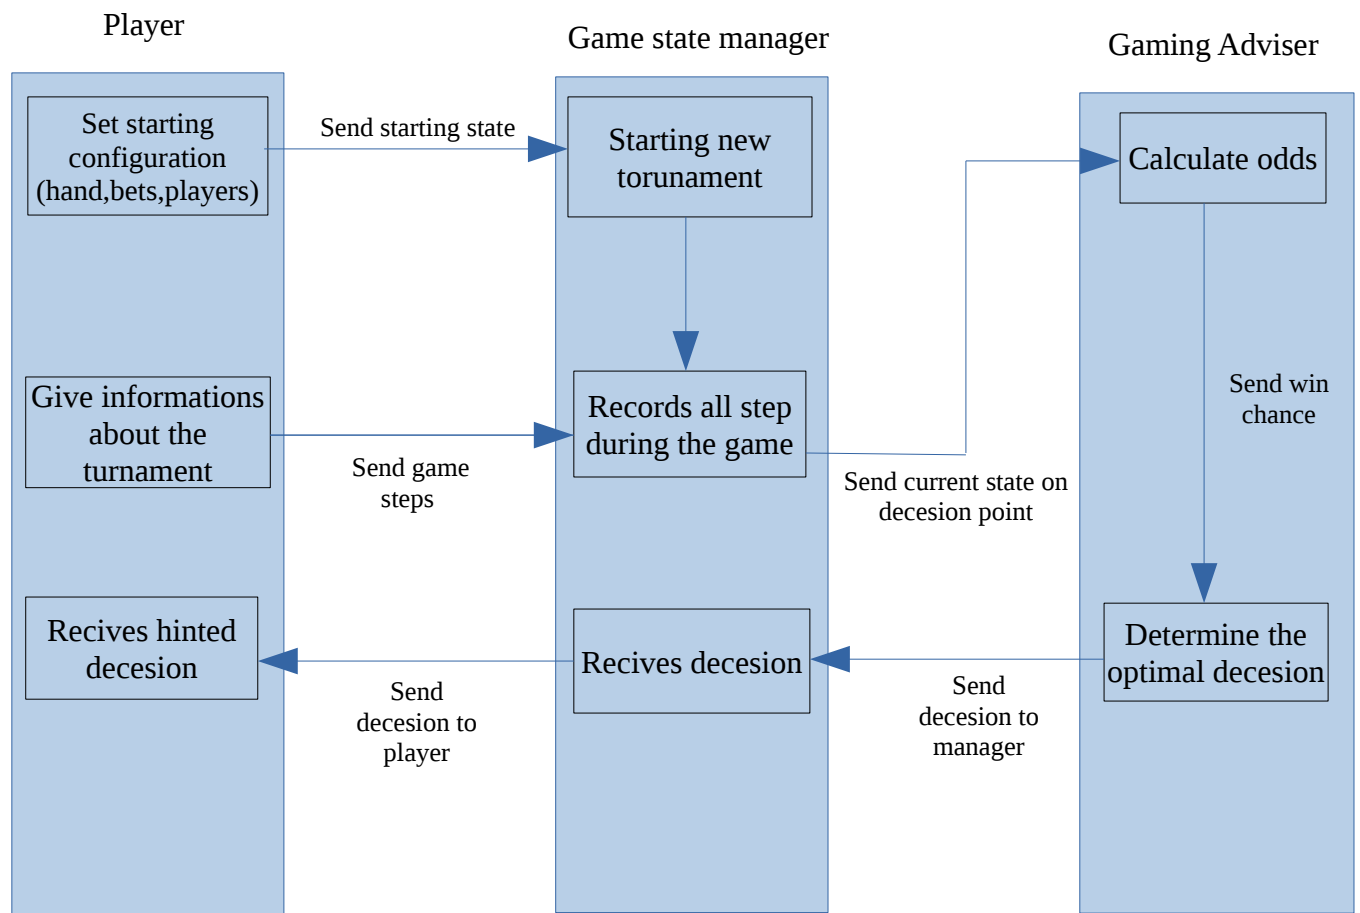 Player
Game state manager
Gaming Adviser
Set starting
configuration
(hand,bets,players)
Send starting state
Starting new
torunament
Calculate odds
Give informations
about the
turnament
Send game
steps
Records all step
during the game
Send current state on
decesion point
Send win
chance
Recives hinted
decesion
Send
decesion to
player
Recives decesion
Send
decesion to
manager
Determine the
optimal decesion